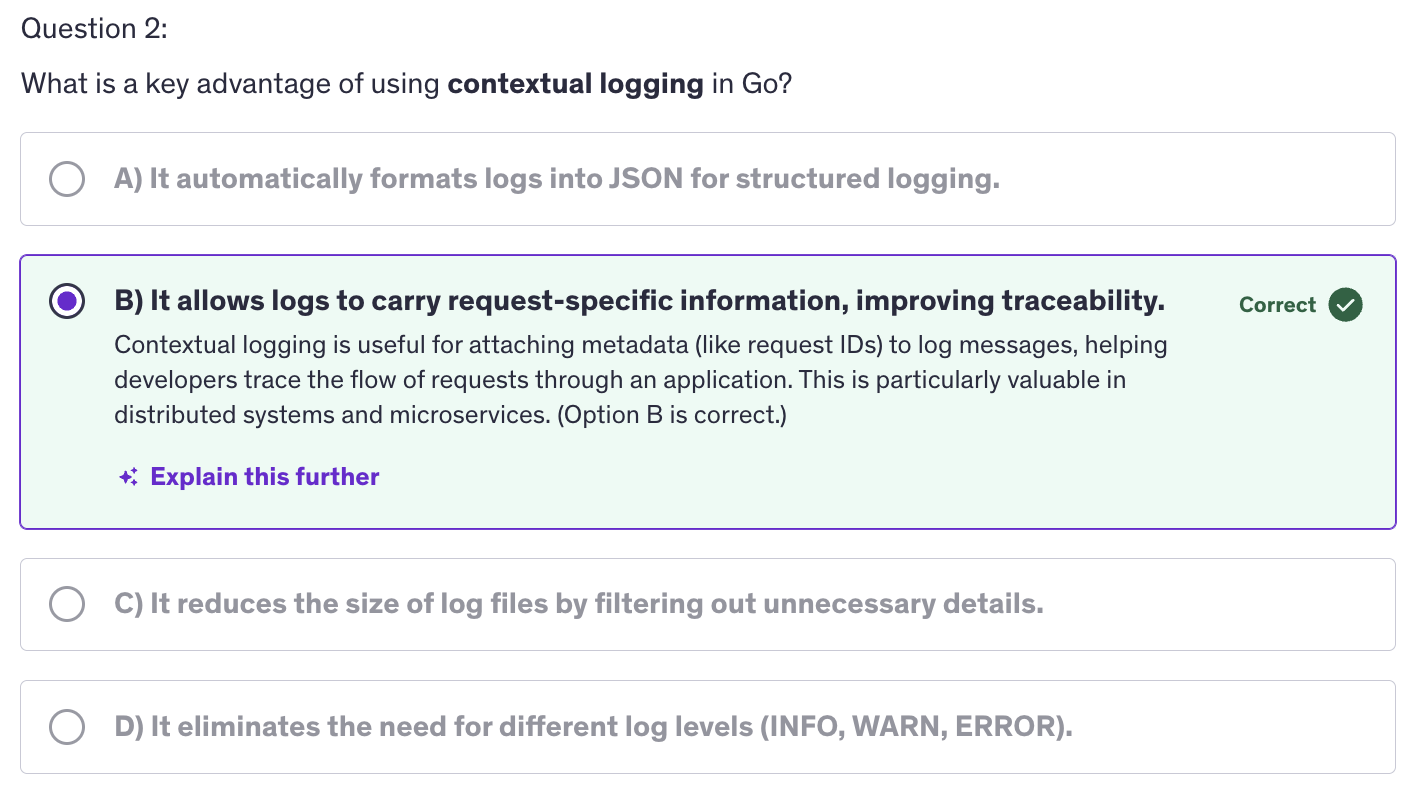 Question 2:
What is a key advantage of using contextual logging in Go?
A) It automatically formats logs into JSON for structured logging.
B) It allows logs to carry request-specific information, improving traceability.
Correct
Contextual logging is useful for attaching metadata (like request IDs) to log messages, helping
developers trace the flow of requests through an application. This is particularly valuable in
distributed systems and microservices. (Option B is correct.)
Explain this further
C) It reduces the size of log files by filtering out unnecessary details.
D) It eliminates the need for different log levels (INFO, WARN, ERROR).